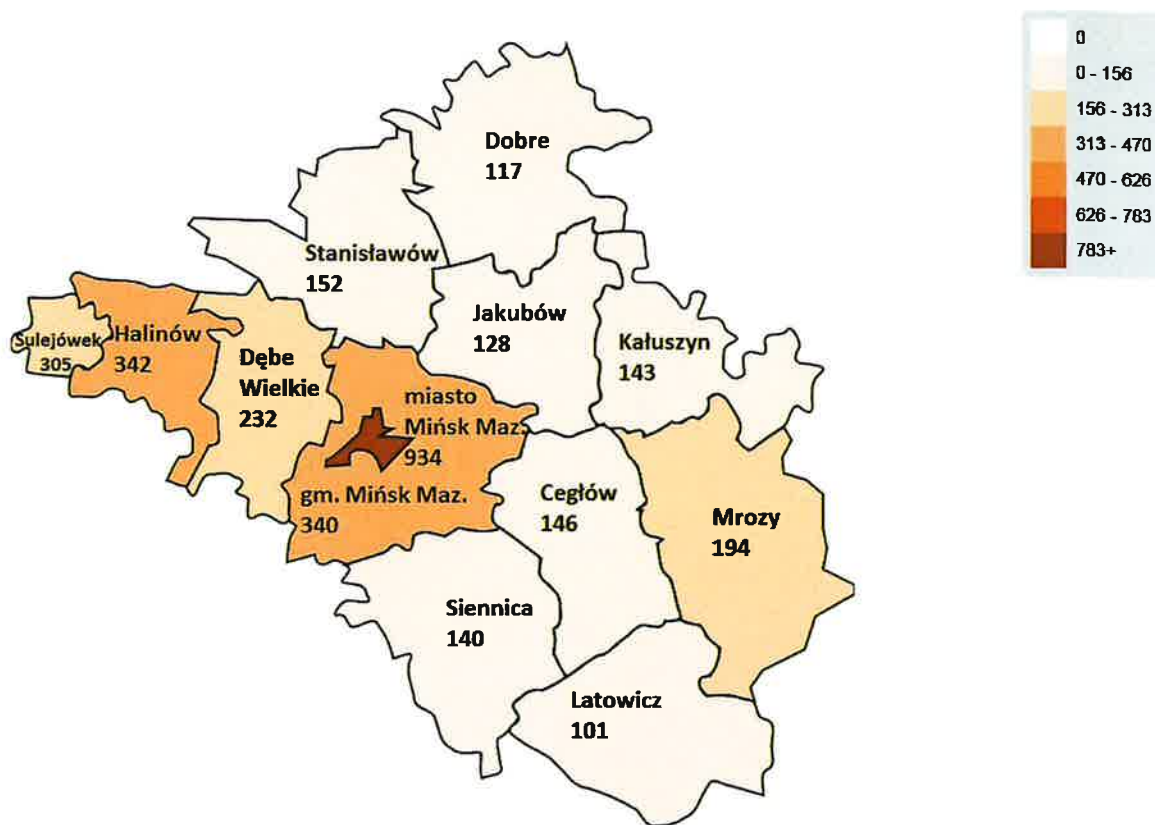 0
0 - 156
156 - 313
313 - 470
470 - 626
626 - 783
783+
Dobre
117
Stanisławów
152
Jakubów
128
Kałuszyn
143
Sulejówek
305
Halinów
342
Dębe
Wielkie
232
miasto
Mińsk Maz.
934
gm. Mińsk Maz.
340
Cegłów
146
Mrozy
194
Siennica
140
Latowicz
101